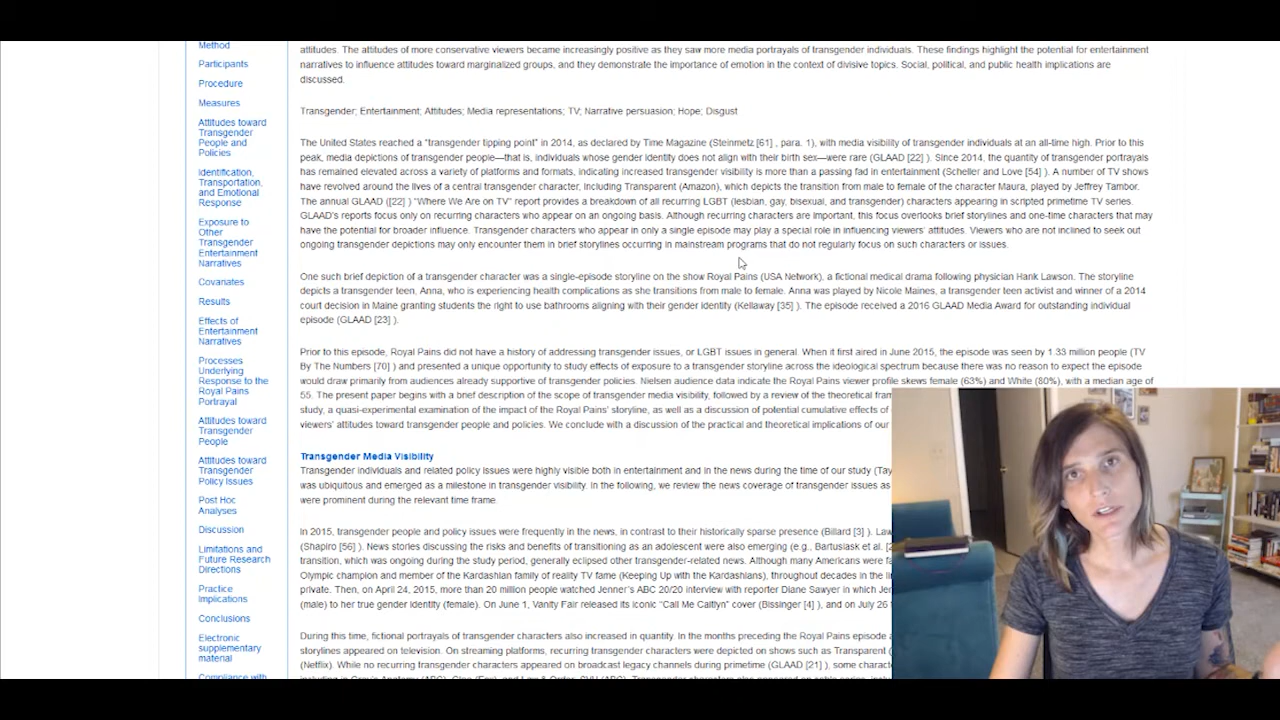 Method
Participants
Procedure
Measures
Attitudes toward
Transgender
People and
Policies
Identification,
Transportation,
and Emotional
Response
Exposure to
Other
Transgender
Entertainment
Narratives
Covariates
Results
Effects of
Entertainment
Narratives
Processes
Underlying
Response to the
Royal Pains
Portrayal
Attitudes toward
Transgender
People
Attitudes toward
Transgender
Policy Issues
Post Hoc
Analyses
Discussion
Limitations and
Future Research
Directions
Practice
Implications
Conclusions
Electronic
supplementary
material
Compliance with
attitudes. The attitudes of more conservative viewers became increasingly positive as they saw more media portrayals of transgender individuals. These findings highlight the potential for entertainment
narratives to influence attitudes toward marginalized groups, and they demonstrate the importance of emotion in the context of divisive topics. Social, political, and public health implications are
discussed.
Transgender; Entertainment; Attitudes; Media representations; TV; Narrative persuasion; Hope; Disgust
The United States reached a "transgender tipping point" in 2014, as declared by Time Magazine (Steinmetz [61] , para. 1), with media visibility of transgender individuals at an all-time high. Prior to this
peak, media depictions of transgender people—that is, individuals whose gender identity does not align with their birth sex—were rare (GLAAD [22] ). Since 2014, the quantity of transgender portrayals
has remained elevated across a variety of platforms and formats, indicating increased transgender visibility is more than a passing fad in entertainment (Scheller and Love [54] ). A number of TV shows
have revolved around the lives of a central transgender character, including Transparent (Amazon), which depicts the transition from male to female of the character Maura, played by Jeffrey Tambor.
The annual GLAAD ([22] ) "Where We Are on TV" report provides a breakdown of all recurring LGBT (lesbian, gay, bisexual, and transgender) characters appearing in scripted primetime TV series.
GLAAD's reports focus only on recurring characters who appear on an ongoing basis. Although recurring characters are important, this focus overlooks brief storylines and one-time characters that may
have the potential for broader influence. Transgender characters who appear in only a single episode may play a special role in influencing viewers' attitudes. Viewers who are not inclined to seek out
ongoing transgender depictions may only encounter them in brief storylines occurring in mainstream programs that do not regularly focus on such characters or issues.
One such brief depiction of a transgender character was a single-episode storyline on the show Royal Pains (USA Network), a fictional medical drama following physician Hank Lawson. The storyline
depicts a transgender teen, Anna, who is experiencing health complications as she transitions from male to female. Anna was played by Nicole Maines, a transgender teen activist and winner of a 2014
court decision in Maine granting students the right to use bathrooms aligning with their gender identity (Kellaway [35] ). The episode received a 2016 GLAAD Media Award for outstanding individual
episode (GLAAD [23] ).
Prior to this episode, Royal Pains did not have a history of addressing transgender issues, or LGBT issues in general. When it first aired in June 2015, the episode was seen by 1.33 million people (TV
By The Numbers [70] ) and presented a unique opportunity to study effects of exposure to a transgender storyline across the ideological spectrum because there was no reason to expect the episode
would draw primarily from audiences already supportive of transgender policies. Nielsen audience data indicate the Royal Pains viewer profile skews female (63%) and White (80%), with a median age of
55. The present paper begins with a brief description of the scope of transgender media visibility, followed by a review of the theoretical fram
study, a quasi-experimental examination of the impact of the Royal Pains' storyline, as well as a discussion of potential cumulative effects of
viewers' attitudes toward transgender people and policies. We conclude with a discussion of the practical and theoretical implications of our
Transgender Media Visibility
Transgender individuals and related policy issues were highly visible both in entertainment and in the news during the time of our study (Tay
was ubiquitous and emerged as a milestone in transgender visibility. In the following, we review the news coverage of transgender issues as
were prominent during the relevant time frame.
In 2015, transgender people and policy issues were frequently in the news, in contrast to their historically sparse presence (Billard [3] ). Law
(Shapiro [56] ). News stories discussing the risks and benefits of transitioning as an adolescent were also emerging (e.g., Bartusiask et al. [
transition, which was ongoing during the study period, generally eclipsed other transgender-related news. Although many Americans were fa
Olympic champion and member of the Kardashian family of reality TV fame (Keeping Up with the Kardashians), throughout decades in the li
private. Then, on April 24, 2015, more than 20 million people watched Jenner's ABC 20/20 interview with reporter Diane Sawyer in which Jen
(male) to her true gender identity (female). On June 1, Vanity Fair released its iconic "Call Me Caitlyn" cover (Bissinger [4] ), and on July 26
During this time, fictional portrayals of transgender characters also increased in quantity. In the months preceding the Royal Pains episode a
storylines appeared on television. On streaming platforms, recurring transgender characters were depicted on shows such as Transparent (
(Netflix). While no recurring transgender characters appeared on broadcast legacy channels during primetime (GLAAD [21] ), some characte